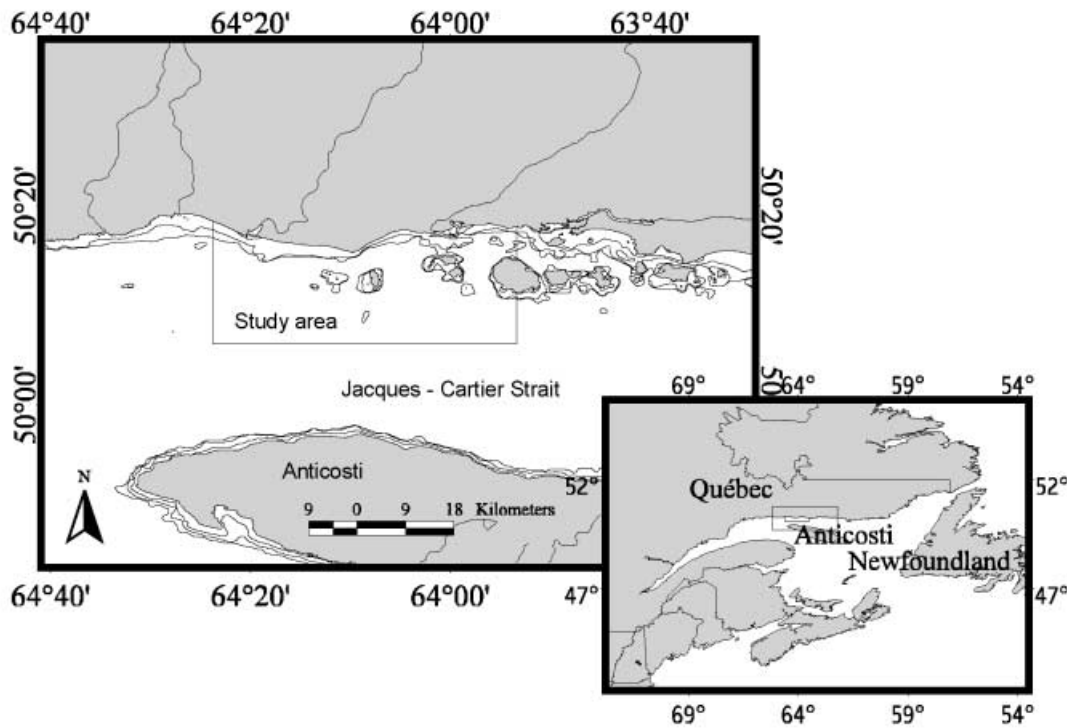 64°40' 64°20' 64°00' 63°40'
50°20' 50°20'
Study area
Jacques - Cartier Strait
50°00' 50
69° 64° 59° 54°
Anticosti
52° 52°
N
9 0 9 18 Kilometers
Québec
Anticosti
Newfoundland
64°40' 64°20' 64°00' 47° 47°
69° 64° 59° 54°